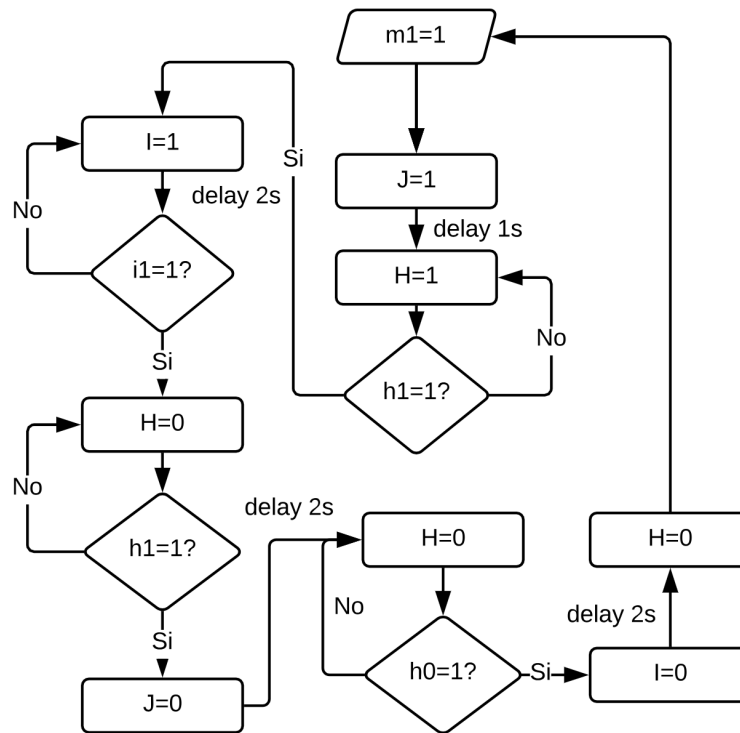 m1=1
J=1
delay 1s
H=1
No
h1=1?
Si
I=1
delay 2s
No
i1=1?
Si
H=0
No
h1=1?
Si
J=0
delay 2s
H=0
No
h0=1?
Si
I=0
delay 2s
H=0